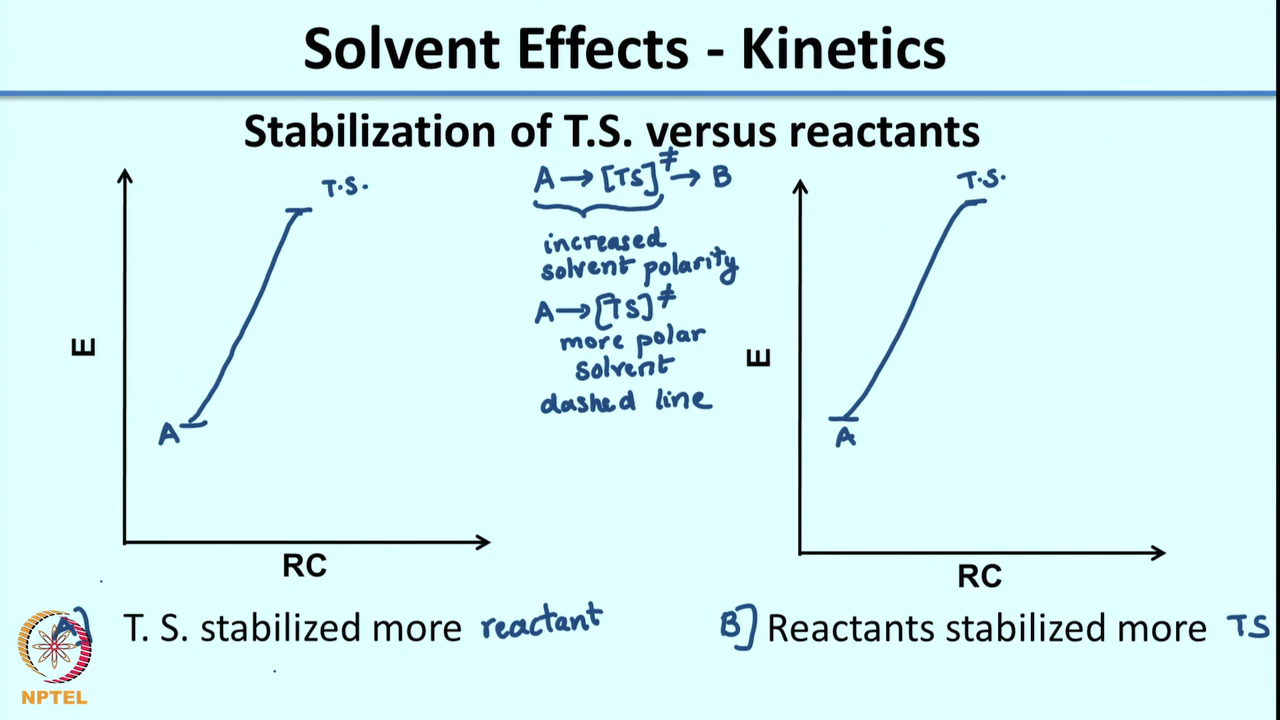 Solvent Effects - Kinetics
Stabilization of T.S. versus reactants
T.S.
A
E
RC
A → [TS]≠ → B
increased
solvent polarity
A → [TS]≠
more polar
solvent
dashed line
T.S.
A
E
RC
A] T. S. stabilized more reactant
B] Reactants stabilized more TS
NPTEL